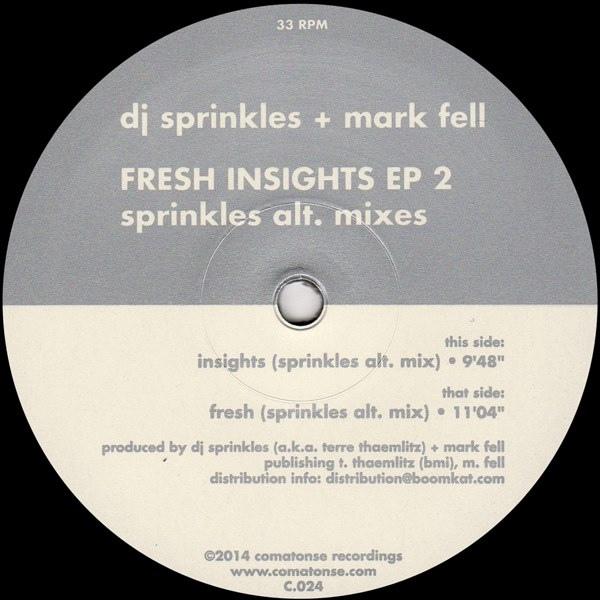 33 RPM
dj sprinkles + mark fell
FRESH INSIGHTS EP 2
sprinkles alt. mixes
this side:
insights (sprinkles alt. mix) • 9'48"
that side:
fresh (sprinkles alt. mix) • 11'04"
produced by dj sprinkles (a.k.a. terre thaemlitz) + mark fell
publishing t. thaemlitz (bmi), m. fell
distribution info: distribution@boomkat.com
©2014 comatonse recordings
www.comatonse.com
C.024